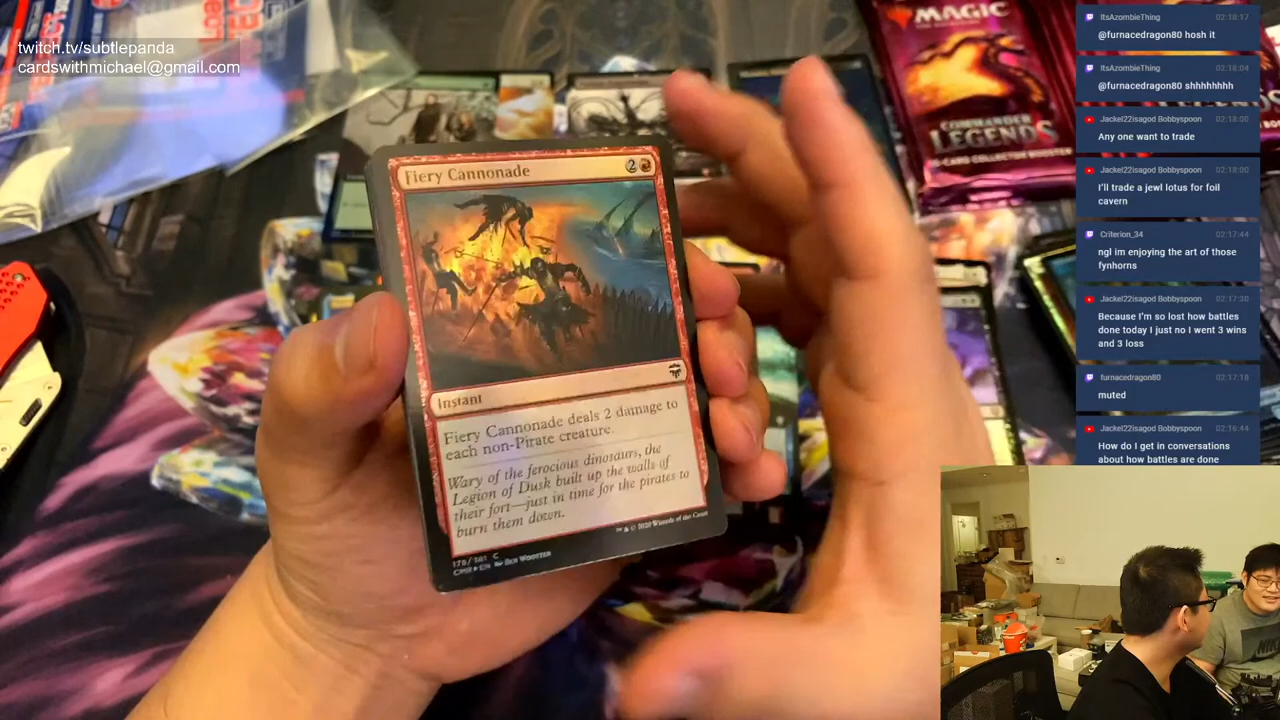 twitch.tv/subtlepanda
cardswithmichael@gmail.com
Fiery Cannonade
2
Instant
Fiery Cannonade deals 2 damage to
each non-Pirate creature.
Wary of the ferocious dinosaurs, the
Legion of Dusk built up the walls of
their fort—just in time for the pirates to
burn them down.
CMR EN Ben Wootten
™ & © 2020 Wizards of the Coast
MAGIC
COMMANDER
LEGENDS
NIKE
ItsAzombieThing 02:18:17
@furnacedragon80 hosh it
ItsAzombieThing 02:18:04
@furnacedragon80 shhhhhhhh
Jackel22isagod Bobbyspoon 02:18:00
Any one want to trade
Jackel22isagod Bobbyspoon 02:18:00
I'll trade a jewl lotus for foil
cavern
Criterion_34 02:17:44
ngl im enjoying the art of those
fynhorns
Jackel22isagod Bobbyspoon 02:17:30
Because I'm so lost how battles
done today I just no I went 3 wins
and 3 loss
furnacedragon80 02:17:18
muted
Jackel22isagod Bobbyspoon 02:16:44
How do I get in conversations
about how battles are done